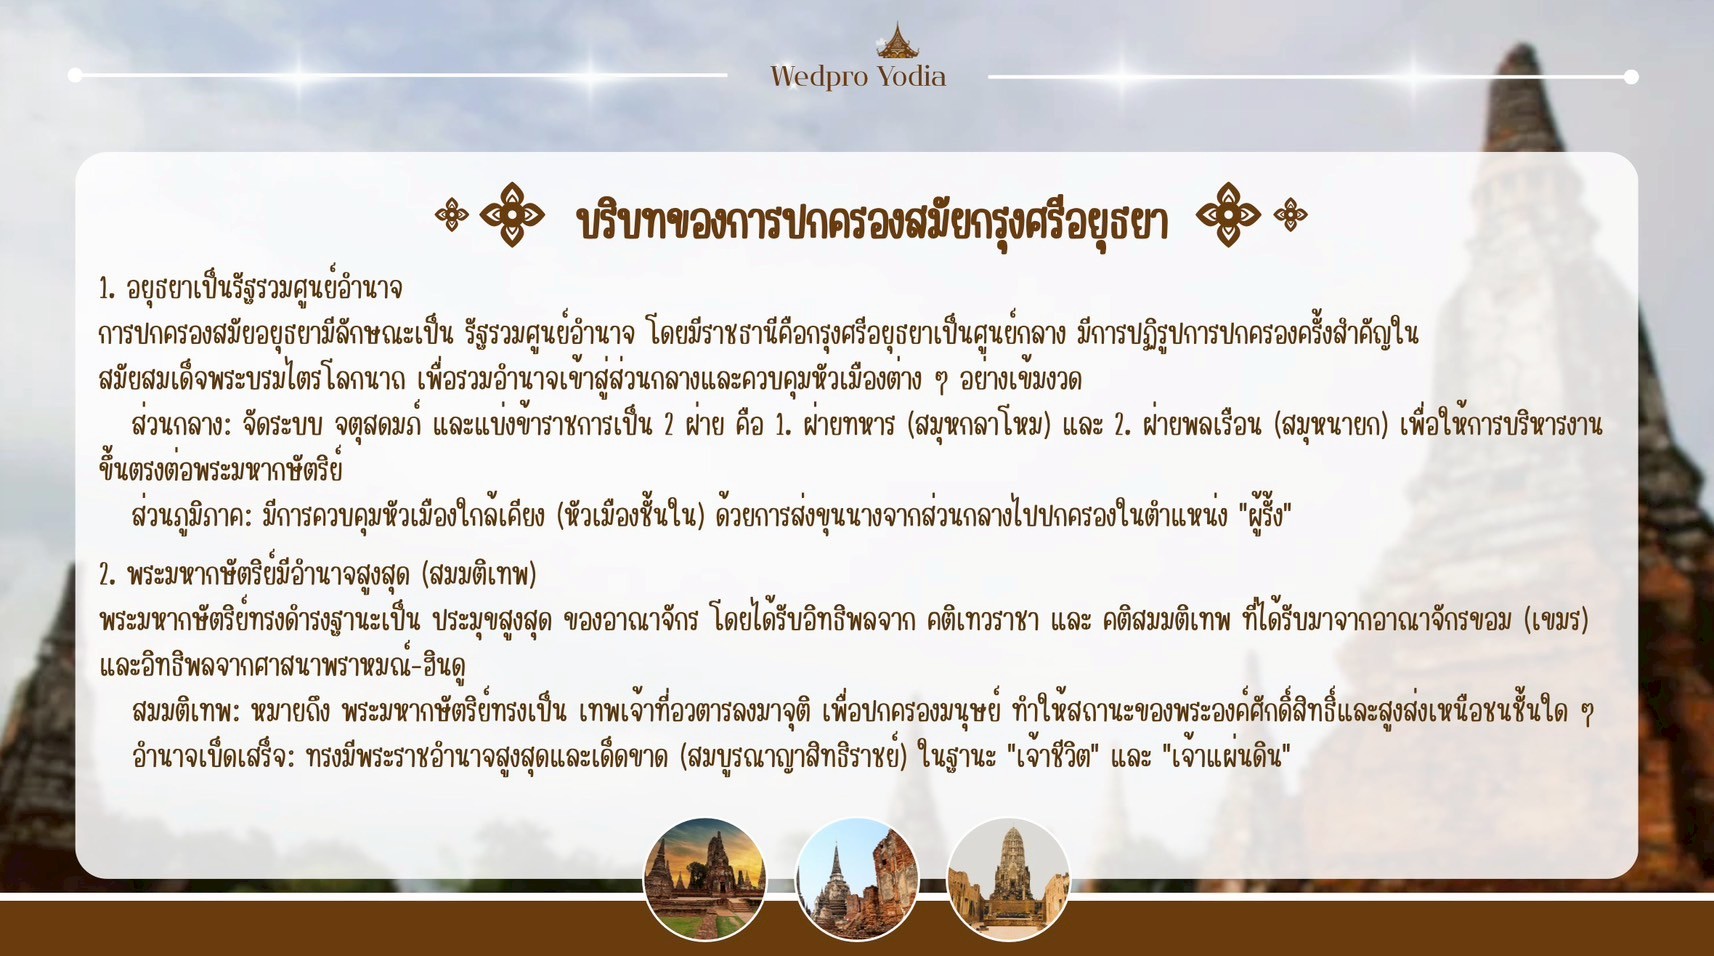 Wedpro Yodia
บริบทของการปกครองสมัยกรุงศรีอยุธยา
1. อยุธยาเป็นรัฐรวมศูนย์อำนาจ
การปกครองสมัยอยุธยามีลักษณะเป็น รัฐรวมศูนย์อำนาจ โดยมีราชธานีคือกรุงศรีอยุธยาเป็นศูนย์กลาง มีการปฏิรูปการปกครองครั้งสำคัญใน
สมัยสมเด็จพระบรมไตรโลกนาถ เพื่อรวมอำนาจเข้าสู่ส่วนกลางและควบคุมหัวเมืองต่าง ๆ อย่างเข้มงวด
ส่วนกลาง: จัดระบบ จตุสดมภ์ และแบ่งข้าราชการเป็น 2 ฝ่าย คือ 1. ฝ่ายทหาร (สมุหกลาโหม) และ 2. ฝ่ายพลเรือน (สมุหนายก) เพื่อให้การบริหารงาน
ขึ้นตรงต่อพระมหากษัตริย์
ส่วนภูมิภาค: มีการควบคุมหัวเมืองใกล้เคียง (หัวเมืองชั้นใน) ด้วยการส่งขุนนางจากส่วนกลางไปปกครองในตำแหน่ง "ผู้รั้ง"
2. พระมหากษัตริย์มีอำนาจสูงสุด (สมมติเทพ)
พระมหากษัตริย์ทรงดำรงฐานะเป็น ประมุขสูงสุด ของอาณาจักร โดยได้รับอิทธิพลจาก คติเทวราชา และ คติสมมติเทพ ที่ได้รับมาจากอาณาจักรขอม (เขมร)
และอิทธิพลจากศาสนาพราหมณ์-ฮินดู
สมมติเทพ: หมายถึง พระมหากษัตริย์ทรงเป็น เทพเจ้าที่อวตารลงมาจุติ เพื่อปกครองมนุษย์ ทำให้สถานะของพระองค์ศักดิ์สิทธิ์และสูงส่งเหนือชนชั้นใด ๆ
อำนาจเบ็ดเสร็จ: ทรงมีพระราชอำนาจสูงสุดและเด็ดขาด (สมบูรณาญาสิทธิราชย์) ในฐานะ "เจ้าชีวิต" และ "เจ้าแผ่นดิน"